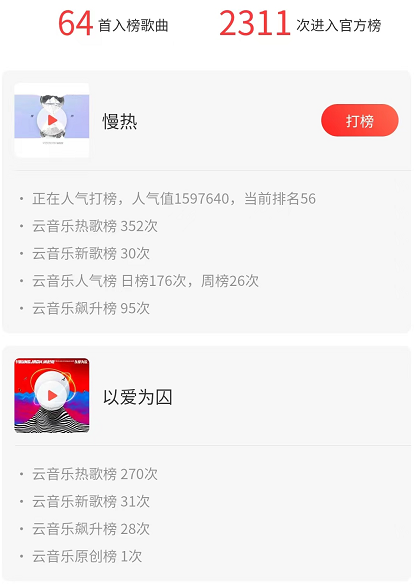 64 首入榜歌曲 2311 次进入官方榜
慢热 打榜
· 正在人气打榜，人气值1597640，当前排名56
· 云音乐热歌榜 352次
· 云音乐新歌榜 30次
· 云音乐人气榜 日榜176次，周榜26次
· 云音乐飙升榜 95次
以爱为囚
· 云音乐热歌榜 270次
· 云音乐新歌榜 31次
· 云音乐飙升榜 28次
· 云音乐原创榜 1次